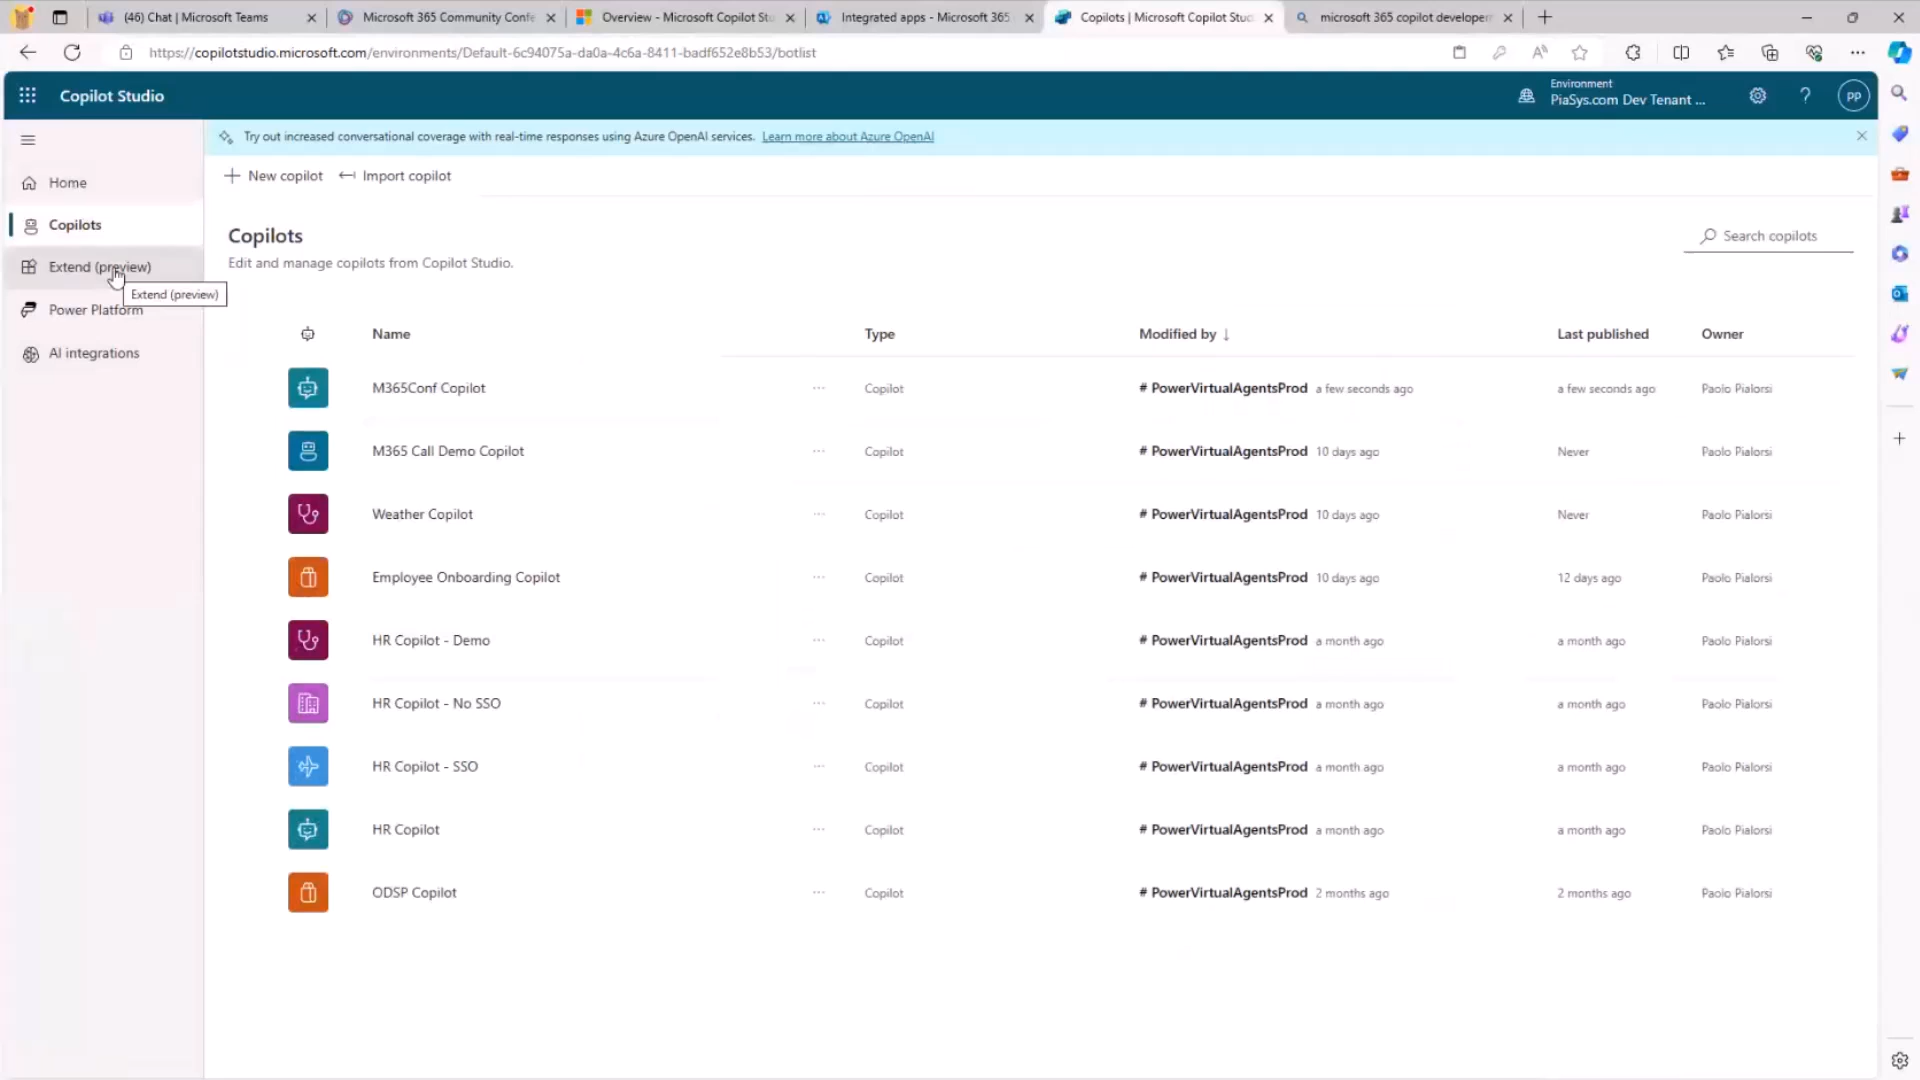 (46) Chat | Microsoft Teams
Microsoft 365 Community Confe
Overview - Microsoft Copilot Stu
Integrated apps - Microsoft 365
Copilots | Microsoft Copilot Stud
microsoft 365 copilot developer
https://copilotstudio.microsoft.com/environments/Default-6c94075a-da0a-4c6a-8411-badf652e8b53/botlist
Copilot Studio
Environment
PiaSys.com Dev Tenant ...
?
PP
Try out increased conversational coverage with real-time responses using Azure OpenAI services. Learn more about Azure OpenAI
Home
Copilots
Extend (preview)
Extend (preview)
Power Platform
AI integrations
New copilot
Import copilot
Copilots
Edit and manage copilots from Copilot Studio.
Search copilots
Name Type Modified by ↓ Last published Owner
M365Conf Copilot ... Copilot # PowerVirtualAgentsProd a few seconds ago a few seconds ago Paolo Pialorsi
M365 Call Demo Copilot ... Copilot # PowerVirtualAgentsProd 10 days ago Never Paolo Pialorsi
Weather Copilot ... Copilot # PowerVirtualAgentsProd 10 days ago Never Paolo Pialorsi
Employee Onboarding Copilot ... Copilot # PowerVirtualAgentsProd 10 days ago 12 days ago Paolo Pialorsi
HR Copilot - Demo ... Copilot # PowerVirtualAgentsProd a month ago a month ago Paolo Pialorsi
HR Copilot - No SSO ... Copilot # PowerVirtualAgentsProd a month ago a month ago Paolo Pialorsi
HR Copilot - SSO ... Copilot # PowerVirtualAgentsProd a month ago a month ago Paolo Pialorsi
HR Copilot ... Copilot # PowerVirtualAgentsProd a month ago a month ago Paolo Pialorsi
ODSP Copilot ... Copilot # PowerVirtualAgentsProd 2 months ago 2 months ago Paolo Pialorsi